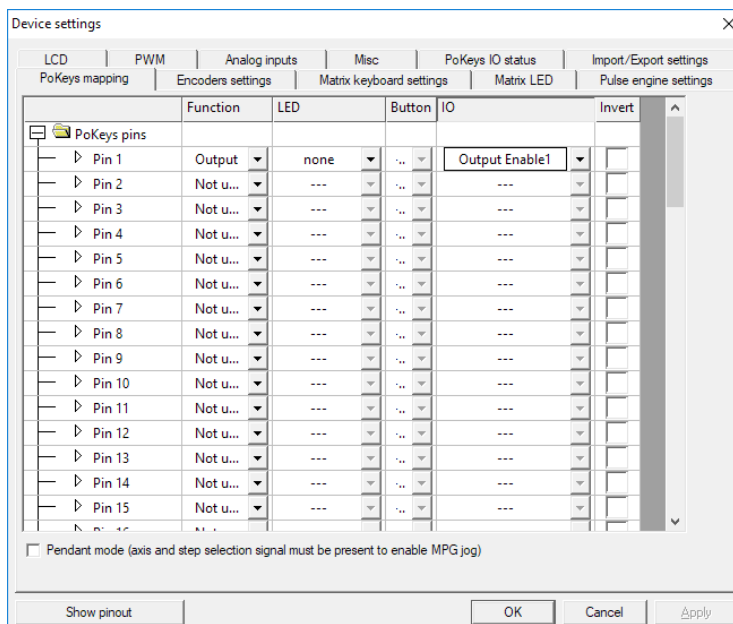 Device settings
LCD PWM Analog inputs Misc PoKeys IO status Import/Export settings
PoKeys mapping Encoders settings Matrix keyboard settings Matrix LED Pulse engine settings
Function LED Button IO Invert
PoKeys pins
Pin 1 Output none ... Output Enable1
Pin 2 Not u... --- ... ---
Pin 3 Not u... --- ... ---
Pin 4 Not u... --- ... ---
Pin 5 Not u... --- ... ---
Pin 6 Not u... --- ... ---
Pin 7 Not u... --- ... ---
Pin 8 Not u... --- ... ---
Pin 9 Not u... --- ... ---
Pin 10 Not u... --- ... ---
Pin 11 Not u... --- ... ---
Pin 12 Not u... --- ... ---
Pin 13 Not u... --- ... ---
Pin 14 Not u... --- ... ---
Pin 15 Not u... --- ... ---
Pendant mode (axis and step selection signal must be present to enable MPG jog)
Show pinout OK Cancel Apply